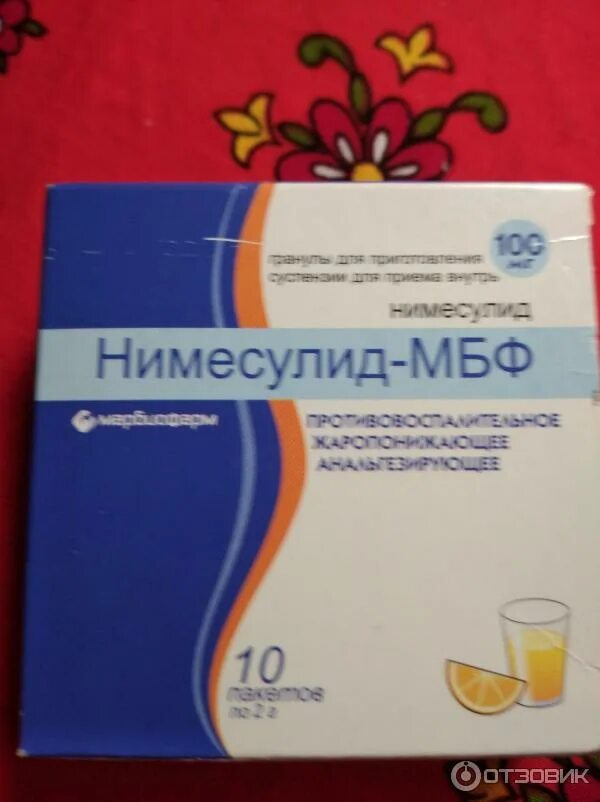 гранулы для приготовления
суспензии для приема внутрь
100
мг
нимесулид
Нимесулид-МБФ
марбиофарм
ПРОТИВОВОСПАЛИТЕЛЬНОЕ
ЖАРОПОНИЖАЮЩЕЕ
АНАЛЬГЕЗИРУЮЩЕЕ
10
пакетов
по 2 г
ОТЗОВИК